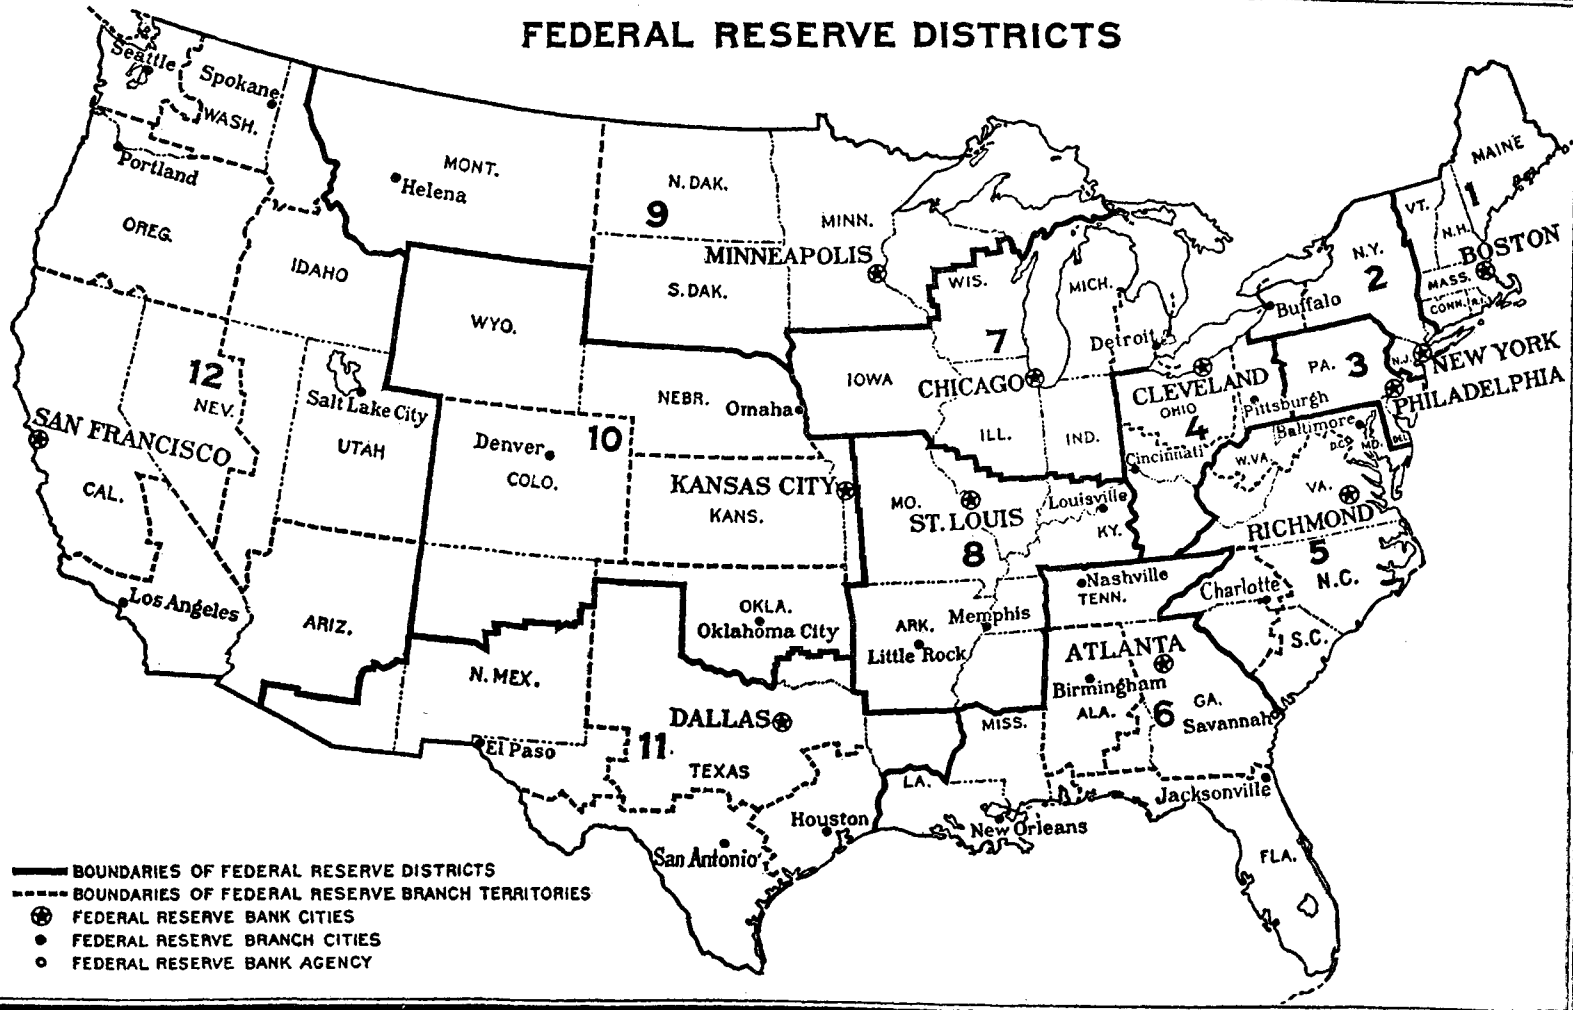 FEDERAL RESERVE DISTRICTS
Seattle
Spokane
WASH.
Portland
OREG.
MONT.
Helena
IDAHO
N. DAK.
9
MINN.
MINNEAPOLIS
S. DAK.
WYO.
WIS.
MICH.
MAINE
1
VT.
N.H.
BOSTON
MASS.
CONN.
R.I.
N.Y.
2
Buffalo
7
Detroit
12
NEV.
Salt Lake City
UTAH
SAN FRANCISCO
CAL.
Los Angeles
ARIZ.
NEBR.
Omaha
IOWA
CHICAGO
ILL.
IND.
CLEVELAND
OHIO
4
Cincinnati
Pittsburgh
PA.
3
N.J.
NEW YORK
PHILADELPHIA
Baltimore
D.C.
MD.
DEL.
W.VA.
VA.
RICHMOND
5
N.C.
Charlotte
S.C.
Denver
10
COLO.
KANSAS CITY
KANS.
MO.
ST. LOUIS
8
Louisville
KY.
Nashville
TENN.
Memphis
ARK.
Little Rock
OKLA.
Oklahoma City
N. MEX.
DALLAS
11
El Paso
TEXAS
Houston
San Antonio
MISS.
LA.
New Orleans
ATLANTA
Birmingham
ALA.
6
GA.
Savannah
Jacksonville
FLA.
BOUNDARIES OF FEDERAL RESERVE DISTRICTS
BOUNDARIES OF FEDERAL RESERVE BRANCH TERRITORIES
FEDERAL RESERVE BANK CITIES
FEDERAL RESERVE BRANCH CITIES
FEDERAL RESERVE BANK AGENCY